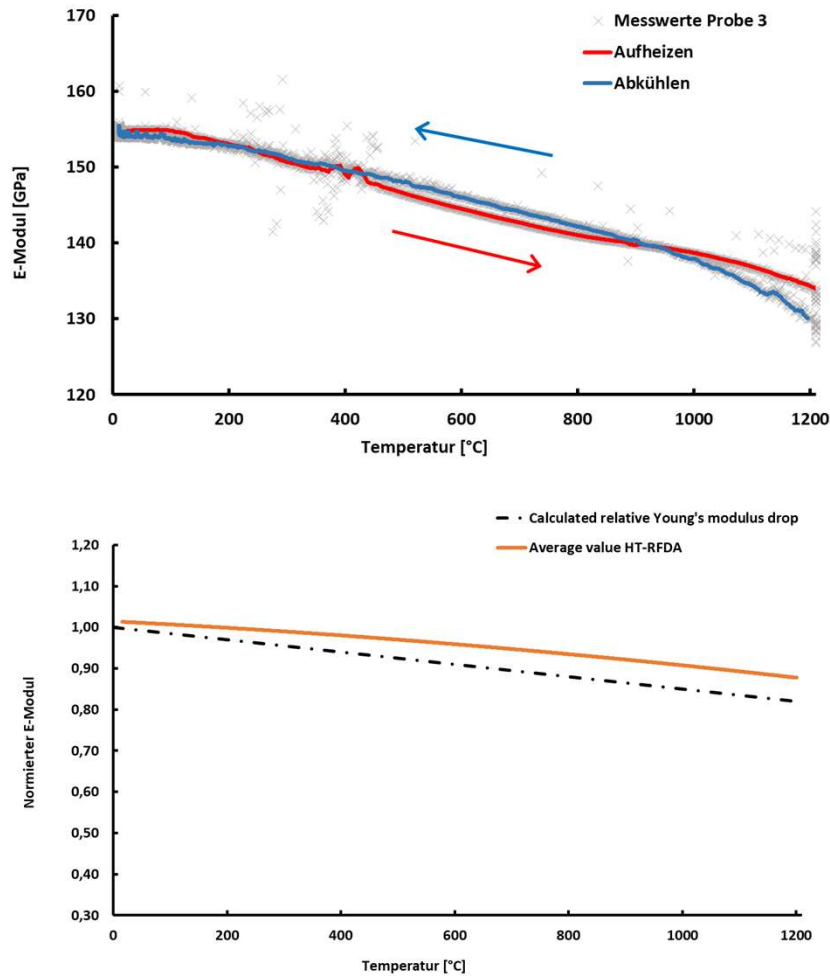 170
160
150
140
130
120
E-Modul [GPa]
Messwerte Probe 3
Aufheizen
Abkühlen
0 200 400 600 800 1000 1200
Temperatur [°C]
Calculated relative Young's modulus drop
Average value HT-RFDA
1,20
1,10
1,00
0,90
0,80
0,70
0,60
0,50
0,40
0,30
Normierter E-Modul
0 200 400 600 800 1000 1200
Temperatur [°C]